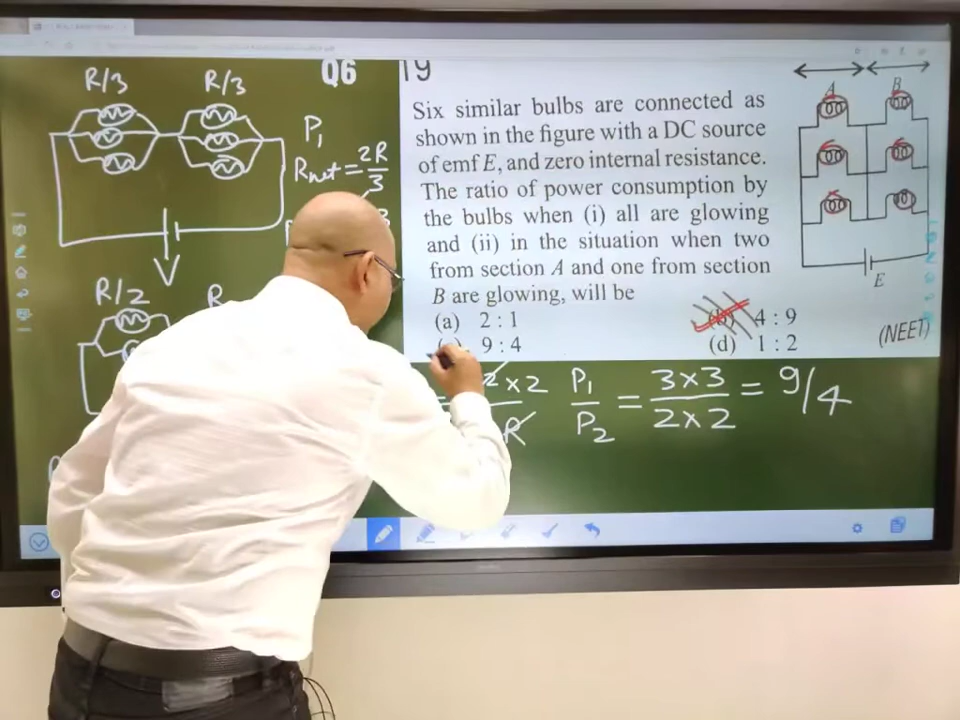 R/3 R/3
P₁
Rnet = 2R/3
R/2 R
Q6
19
Six similar bulbs are connected as
shown in the figure with a DC source
of emf E, and zero internal resistance.
The ratio of power consumption by
the bulbs when (i) all are glowing
and (ii) in the situation when two
from section A and one from section
B are glowing, will be
(a) 2 : 1
(b) 4 : 9
9 : 4
(d) 1 : 2
(NEET)
A B
E
2 × 2
R
P₁/P₂ = 3×3/2×2 = 9/4